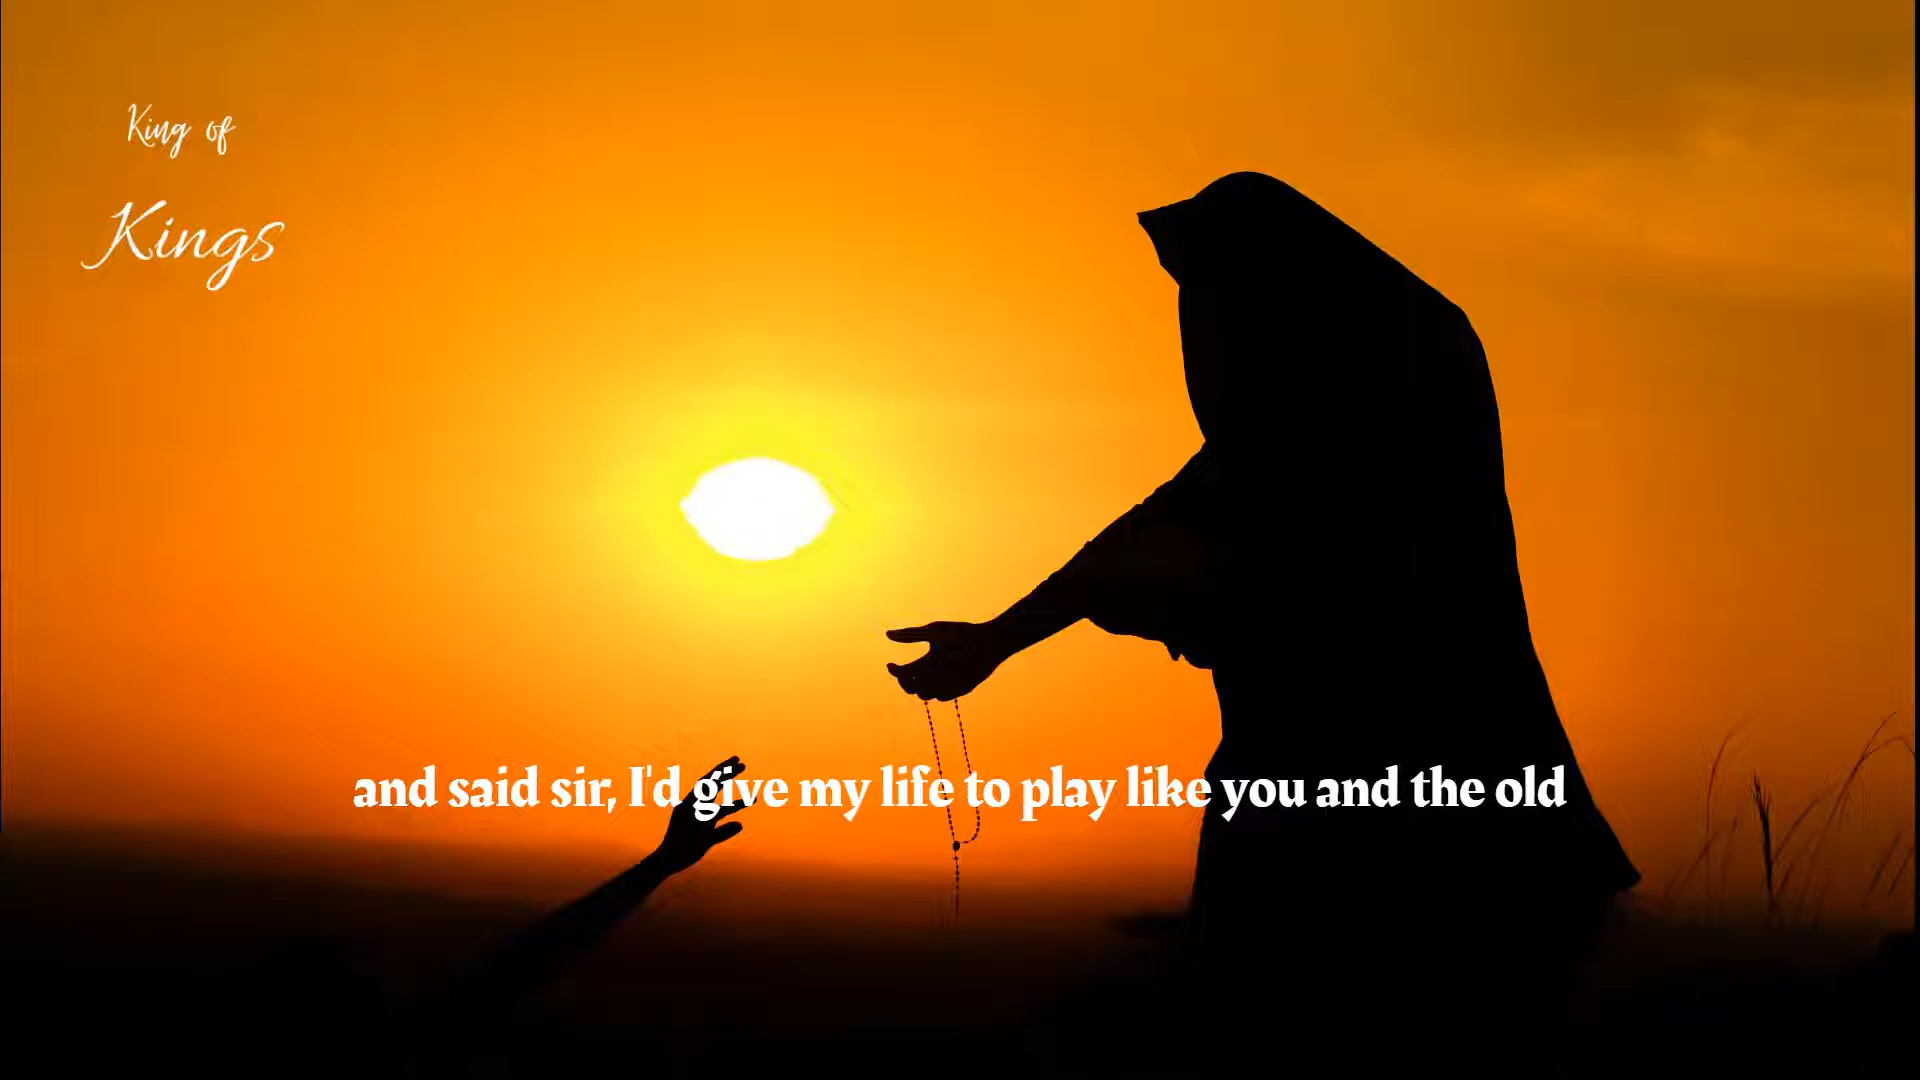 King of
Kings
and said sir, I'd give my life to play like you and the old